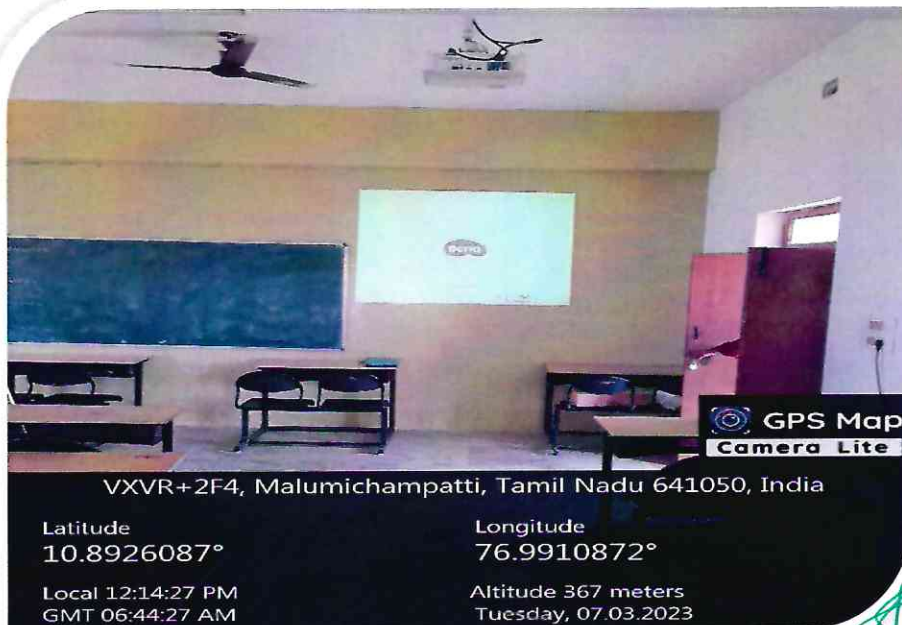 BenQ
GPS Map
Camera Lite
VXVR+2F4, Malumichampatti, Tamil Nadu 641050, India
Latitude
10.8926087°
Longitude
76.9910872°
Local 12:14:27 PM
GMT 06:44:27 AM
Altitude 367 meters
Tuesday, 07.03.2023